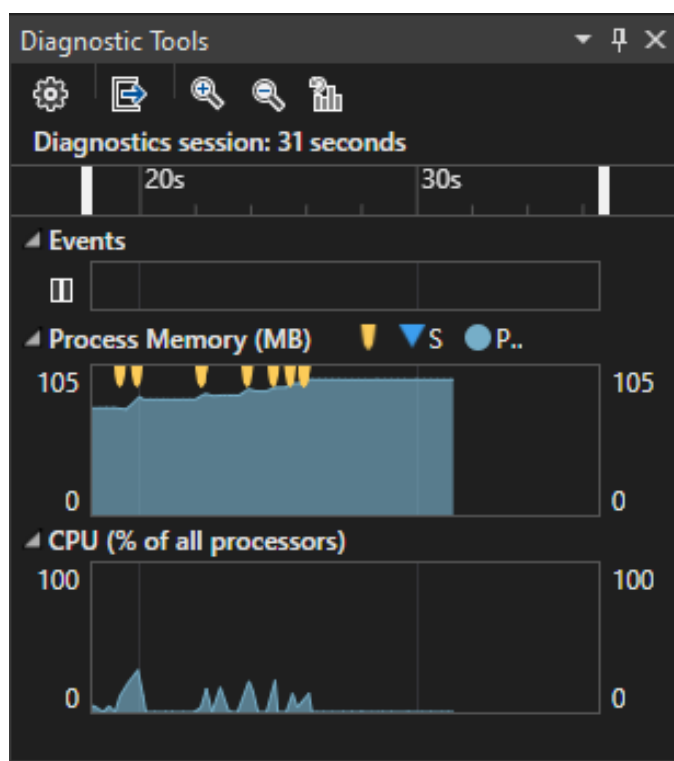 Diagnostic Tools
Diagnostics session: 31 seconds
20s 30s
Events
Process Memory (MB) S P..
105 105
0 0
CPU (% of all processors)
100 100
0 0